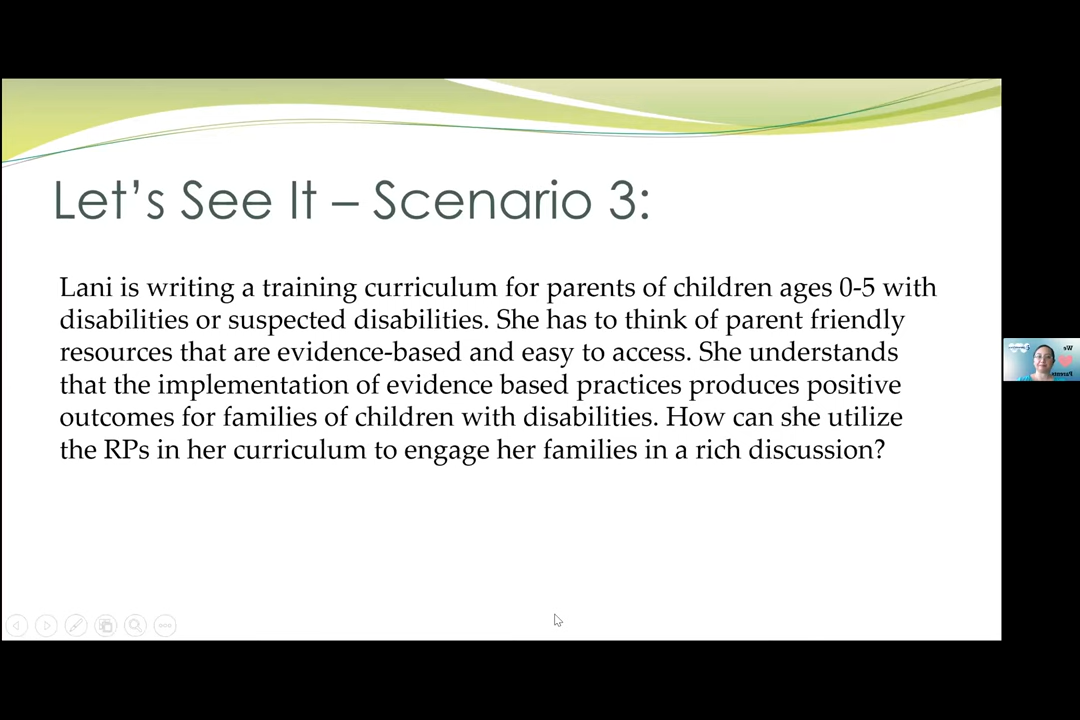 Let's See It – Scenario 3:
Lani is writing a training curriculum for parents of children ages 0-5 with
disabilities or suspected disabilities. She has to think of parent friendly
resources that are evidence-based and easy to access. She understands
that the implementation of evidence based practices produces positive
outcomes for families of children with disabilities. How can she utilize
the RPs in her curriculum to engage her families in a rich discussion?
We
Parents